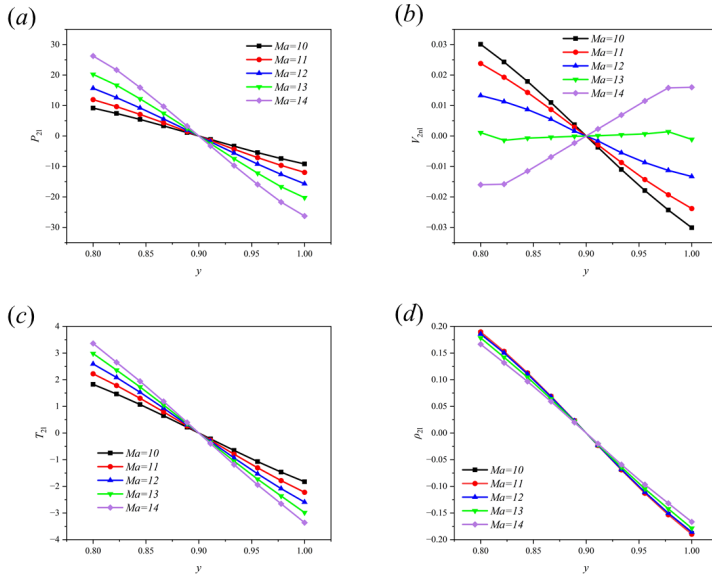 (a)
30
20
10
0
-10
-20
-30
P2l
0.80 0.85 0.90 0.95 1.00
y
Ma=10
Ma=11
Ma=12
Ma=13
Ma=14
(b)
0.03
0.02
0.01
0.00
-0.01
-0.02
-0.03
V2nl
0.80 0.85 0.90 0.95 1.00
y
Ma=10
Ma=11
Ma=12
Ma=13
Ma=14
(c)
4
3
2
1
0
-1
-2
-3
-4
T2l
0.80 0.85 0.90 0.95 1.00
y
Ma=10
Ma=11
Ma=12
Ma=13
Ma=14
(d)
0.20
0.15
0.10
0.05
0.00
-0.05
-0.10
-0.15
-0.20
ρ2l
0.80 0.85 0.90 0.95 1.00
y
Ma=10
Ma=11
Ma=12
Ma=13
Ma=14